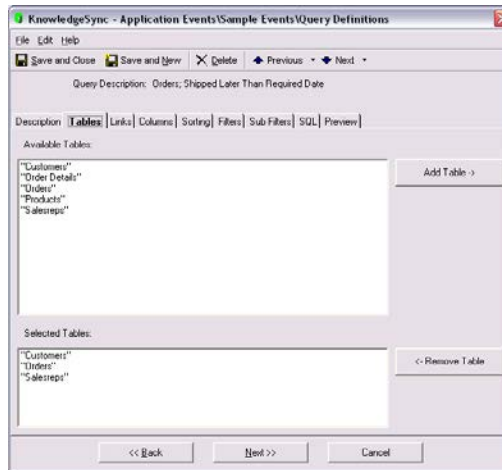 KnowledgeSync - Application Events\Sample Events\Query Definitions
File Edit Help
Save and Close Save and New Delete Previous Next
Query Description: Orders; Shipped Later Than Required Date
Description Tables Links Columns Sorting Filters Sub Filters SQL Preview
Available Tables:
"Customers"
"Order Details"
"Orders"
"Products"
"Salesreps"
Add Table ->
Selected Tables:
"Customers"
"Orders"
"Salesreps"
<- Remove Table
<< Back Next >> Cancel